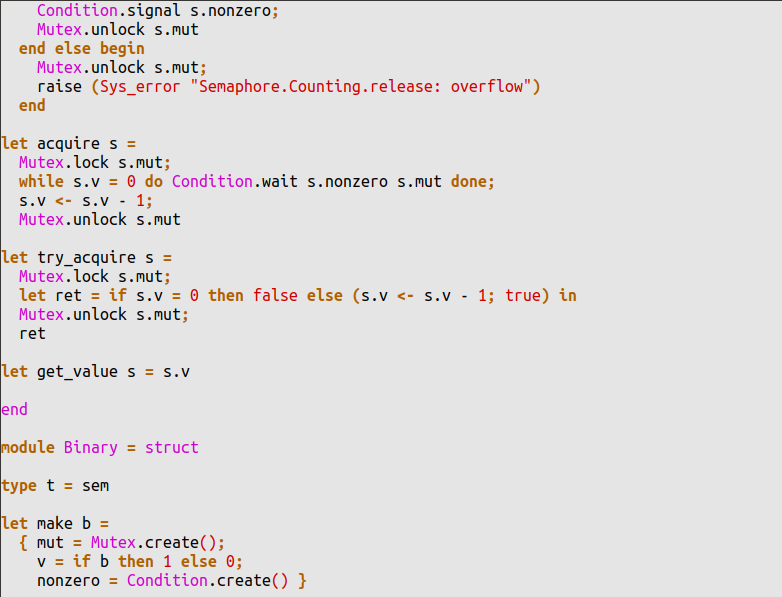 Condition.signal s.nonzero;
Mutex.unlock s.mut
end else begin
Mutex.unlock s.mut;
raise (Sys_error "Semaphore.Counting.release: overflow")
end
let acquire s =
Mutex.lock s.mut;
while s.v = 0 do Condition.wait s.nonzero s.mut done;
s.v <- s.v - 1;
Mutex.unlock s.mut
let try_acquire s =
Mutex.lock s.mut;
let ret = if s.v = 0 then false else (s.v <- s.v - 1; true) in
Mutex.unlock s.mut;
ret
let get_value s = s.v
end
module Binary = struct
type t = sem
let make b =
{ mut = Mutex.create();
v = if b then 1 else 0;
nonzero = Condition.create() }